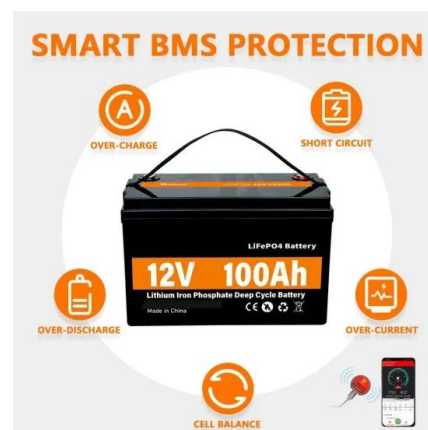 SMART BMS PROTECTION
A
OVER-CHARGE
SHORT CIRCUIT
LiFePO4 Battery
12V 100Ah
Lithium Iron Phosphate Deep Cycle Battery
Made in China
CE
OVER-DISCHARGE
OVER-CURRENT
CELL BALANCE